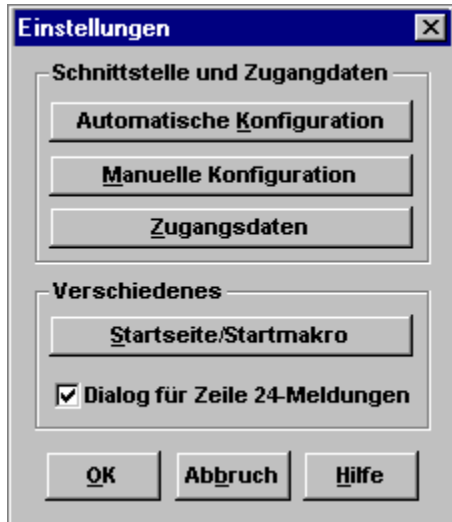 Einstellungen
Schnittstelle und Zugangdaten
Automatische Konfiguration
Manuelle Konfiguration
Zugangsdaten
Verschiedenes
Startseite/Startmakro
Dialog für Zeile 24-Meldungen
OK Abbruch Hilfe